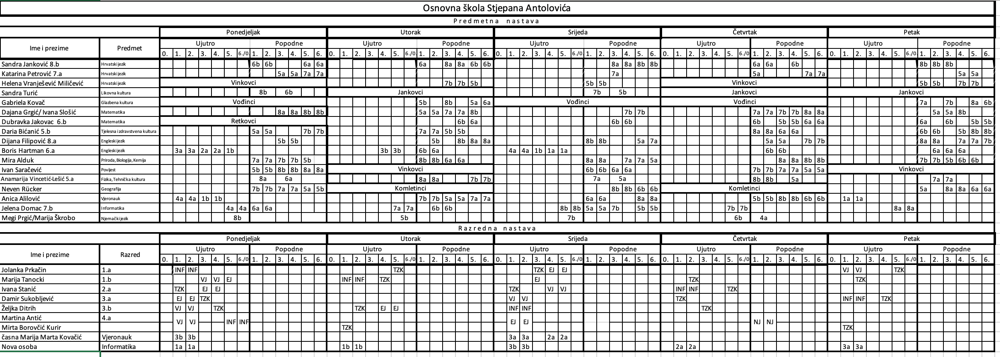 Osnovna škola Stjepana Antolovića
Predmetna nastava
Ponedjeljak Utorak Srijeda Četvrtak Petak
Ime i prezime Predmet Ujutro Popodne Ujutro Popodne Ujutro Popodne Ujutro Popodne Ujutro Popodne
0. 1. 2. 3. 4. 5. 6./0. 1. 2. 3. 4. 5. 6. 0. 1. 2. 3. 4. 5. 6./0. 1. 2. 3. 4. 5. 6. 0. 1. 2. 3. 4. 5. 6./0. 1. 2. 3. 4. 5. 6. 0. 1. 2. 3. 4. 5. 6./0 1. 2. 3. 4. 5. 6. 0. 1. 2. 3. 4. 5. 6./0. 1. 2. 3. 4. 5. 6.
Sandra Janković 8.b Hrvatski jezik 6b 6b 6a 6a 6a 8a 8a 6b 6b 8a 8a 8b 8b 6a 6a 6b 8b 8b 8b
Katarina Petrović 7.a Hrvatski jezik 5a 5a 7a 7a 7a 5a 7a 7a 5a 5a
Helena Vranješević Miličević Hrvatski jezik Vinkovci 7b 7b 5b 5b 5b Vinkovci 5b 5b 7b 7b
Sandra Turić Likovna kultura 8b 6b Jankovci 7b 5b Jankovci Jankovci
Gabriela Kovač Glazbena kultura Vođinci 5b 8b 5a 6a Vođinci Vođinci 7a 7b 8a 6b
Dajana Grgić/ Ivana Slošić Matematika 8a 8a 8b 8b 5a 5a 7a 7a 8b 7b 7b 7a 7a 7b 7b 8a 8a 5a 5a 8b
Dubravka Jakovac 6.b Matematika Retkovci 6b 6a 6b 6b 6b 5b 5b 6a 6a 6a 6b 5b 5b
Daria Bićanić 5.b Tjelesna i zdravstvena kultura 5a 5a 7b 7b 7a 7a 5b 5b 8a 8a 6a 6a 6b 6b 5b 8b 8b
Dijana Filipović 8.a Engleski jezik 5b 5b 5b 8b 8a 8a 8b 8b 5a 7a 5a 5a 7b 7b 8a 8a 7a 7a 7b
Boris Hartman 6.a Engleski jezik 3a 3a 2a 2a 1b 3b 3b 6b 6a 4a 4a 1b 1a 1a 6b 6b 6a 6a 6a
Mira Alduk Priroda, Biologija, Kemija 7a 7a 7b 7b 5b 8b 8b 6a 6a 8a 8a 7a 7a 5a 8a 8a 8b 8b 7b 7b 5b 6b 6b
Ivan Saračević Povijest 5b 5b 8b 8b 8a 8a Vinkovci 6b 6b 6a 6a 7b 7b 7a 7a 5a 5a Vinkovci
Anamarija Vincetić-Lešić 5.a Fizika, Tehnička kultura 8a 6a 8a 8a 7b 7b 7a 5a 8b 8b 5a 7a 7a
Neven Rücker Geografija 7b 7b 7a 7a 5a 5b Komletinci 8b 8b 6b 6b Komletinci 5a 8a 8a 6a 6a
Anica Alilović Vjeronauk 4a 4a 1b 1b 7b 7b 5a 5a 7a 7a 6a 6a 8a 8a 5b 5b 8b 8b 6b 6b 1a 1a
Jelena Domac 7.b Informatika 4a 4a 6a 6a 7a 7a 6b 6b 8b 8b 5a 5a 7b 5b 5b 7b 7b 8a 8a
Megi Prgić/Marija Škrobo Njemački jezik 8b 5b 7b 6b 4a
Razredna nastava
Ponedjeljak Utorak Srijeda Četvrtak Petak
Ime i prezime Razred Ujutro Popodne Ujutro Popodne Ujutro Popodne Ujutro Popodne Ujutro Popodne
0. 1. 2. 3. 4. 5. 6./0 1. 2. 3. 4. 5. 6. 0. 1. 2. 3. 4. 5. 6./0. 1. 2. 3. 4. 5. 6. 0. 1. 2. 3. 4. 5. 6./0 1. 2. 3. 4. 5. 6. 0. 1. 2. 3. 4. 5. 6./0 1. 2. 3. 4. 5. 6. 0. 1. 2. 3. 4. 5. 6./0. 1. 2. 3. 4. 5. 6.
Jolanka Prkačin 1.a INF INF TZK TZK EJ EJ VJ VJ TZK
Marija Tanocki 1.b VJ VJ EJ INF INF TZK EJ TZK TZK
Ivana Stanić 2.a TZK EJ EJ TZK VJ VJ INF INF TZK
Damir Sukobljević 3.a EJ EJ TZK VJ VJ TZK INF INF TZK
Željka Ditrih 3.b VJ VJ TZK TZK EJ EJ INF INF TZK
Martina Antić 4.a VJ VJ INF INF EJ EJ NJ NJ
Mirta Borovčić Kurir TZK TZK
časna Marija Marta Kovačić Vjeronauk 3b 3b 3a 3a 2a 2a
Nova osoba Informatika 1a 1a 1b 1b 3b 3b 2a 2a 3a 3a